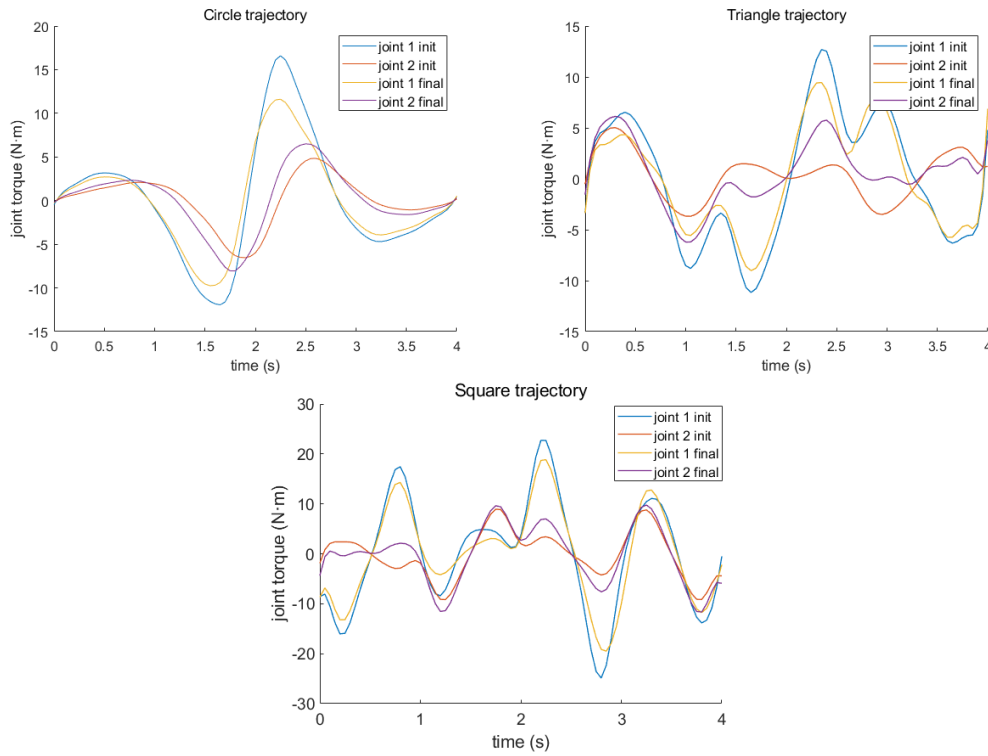 Circle trajectory
20
15
10
5
0
-5
-10
-15
joint torque (N·m)
joint 1 init
joint 2 init
joint 1 final
joint 2 final
0 0.5 1 1.5 2 2.5 3 3.5 4
time (s)
Triangle trajectory
15
10
5
0
-5
-10
-15
joint torque (N·m)
joint 1 init
joint 2 init
joint 1 final
joint 2 final
0 0.5 1 1.5 2 2.5 3 3.5 4
time (s)
Square trajectory
30
20
10
0
-10
-20
-30
joint torque (N·m)
joint 1 init
joint 2 init
joint 1 final
joint 2 final
0 1 2 3 4
time (s)